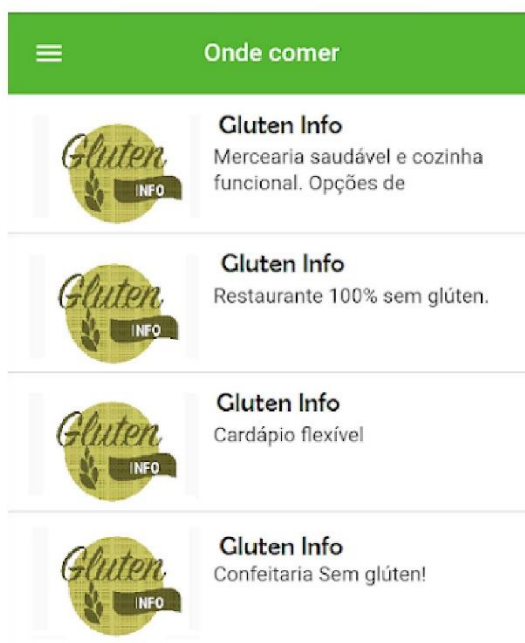 Onde comer
Gluten Info
Mercearia saudável e cozinha
funcional. Opções de
Gluten
INFO
Gluten Info
Restaurante 100% sem glúten.
Gluten
INFO
Gluten Info
Cardápio flexível
Gluten
INFO
Gluten Info
Confeitaria Sem glúten!
Gluten
INFO